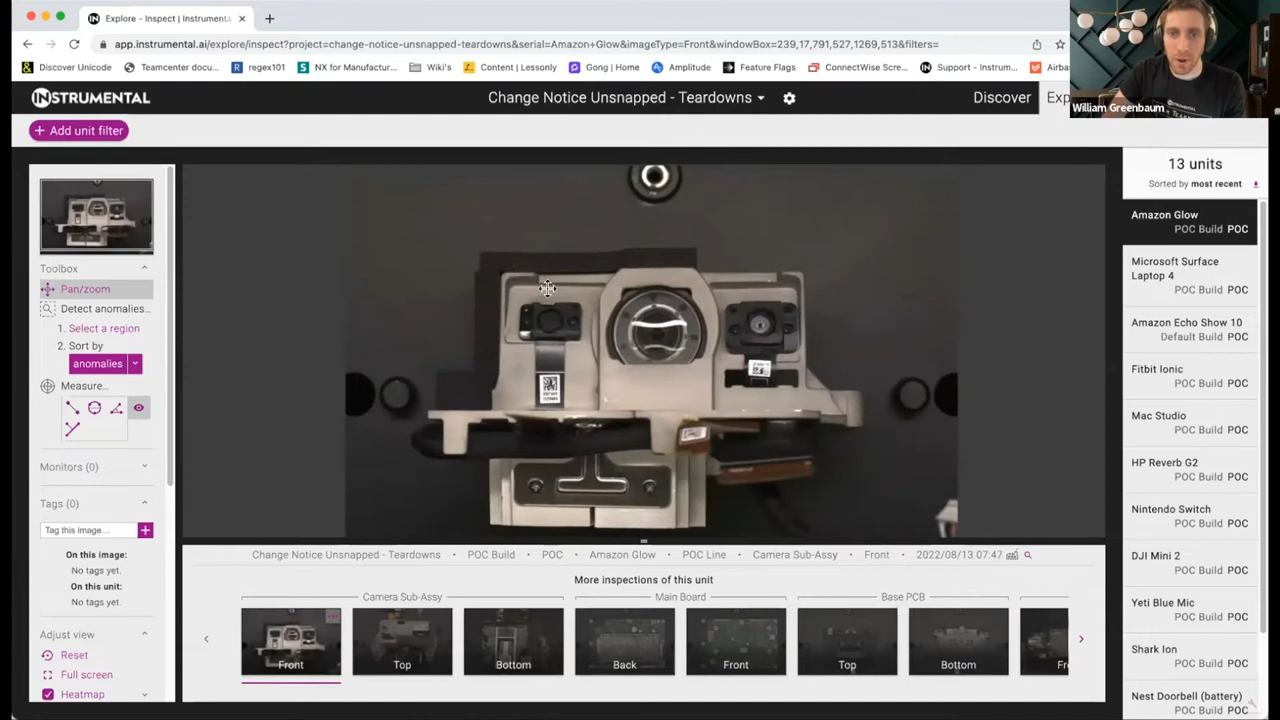 Explore - Inspect | Instrumenta
app.instrumental.ai/explore/inspect?project=change-notice-unsnapped-teardowns&serial=Amazon+Glow&imageType=Front&windowBox=239,17,791,527,1269,513&filters=
Discover Unicode
Teamcenter docu...
regex101
NX for Manufactur...
Wiki's
Content | Lessonly
Gong | Home
Amplitude
Feature Flags
ConnectWise Scre...
Support - Instrum...
Airba
William Greenbaum
INSTRUMENTAL
Change Notice Unsnapped - Teardowns
Discover
Exp
+ Add unit filter
13 units
Sorted by most recent
Toolbox
Pan/zoom
Detect anomalies...
1. Select a region
2. Sort by
anomalies
Measure...
Monitors (0)
Tags (0)
Tag this image...
On this image:
No tags yet.
On this unit:
No tags yet.
Adjust view
Reset
Full screen
Heatmap
Change Notice Unsnapped - Teardowns • POC Build • POC • Amazon Glow • POC Line • Camera Sub-Assy • Front • 2022/08/13 07:47
More inspections of this unit
Camera Sub-Assy
Main Board
Base PCB
Front
Top
Bottom
Back
Front
Top
Bottom
Fr
Amazon Glow
POC Build POC
Microsoft Surface
Laptop 4
POC Build POC
Amazon Echo Show 10
Default Build POC
Fitbit Ionic
POC Build POC
Mac Studio
POC Build POC
HP Reverb G2
POC Build POC
Nintendo Switch
POC Build POC
DJI Mini 2
POC Build POC
Yeti Blue Mic
POC Build POC
Shark Ion
POC Build POC
Nest Doorbell (battery)
POC Build POC